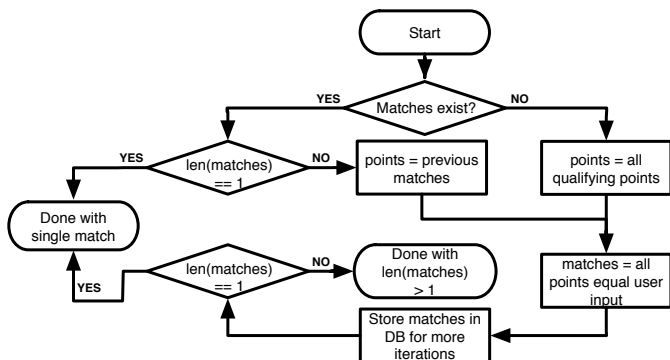 Start
YES
Matches exist?
NO
YES
len(matches)
== 1
NO
points = previous
matches
points = all
qualifying points
Done with
single match
YES
len(matches)
== 1
NO
Done with
len(matches)
> 1
matches = all
points equal user
input
Store matches in
DB for more
iterations